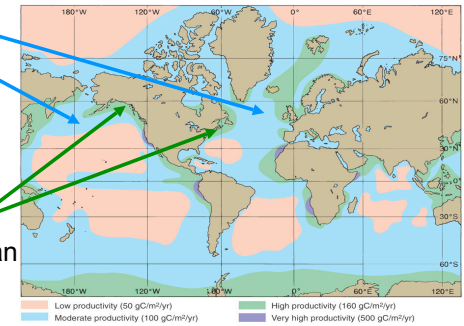 180°W 120°W 60°W 0° 60°E 120°E
75°N
60°N
30°N
0°
30°S
60°S
an
180°W 120°W 60°W 0° 60°E 120°E
Low productivity (50 gC/m²/yr) High productivity (160 gC/m²/yr)
Moderate productivity (100 gC/m²/yr) Very high productivity (500 gC/m²/yr)